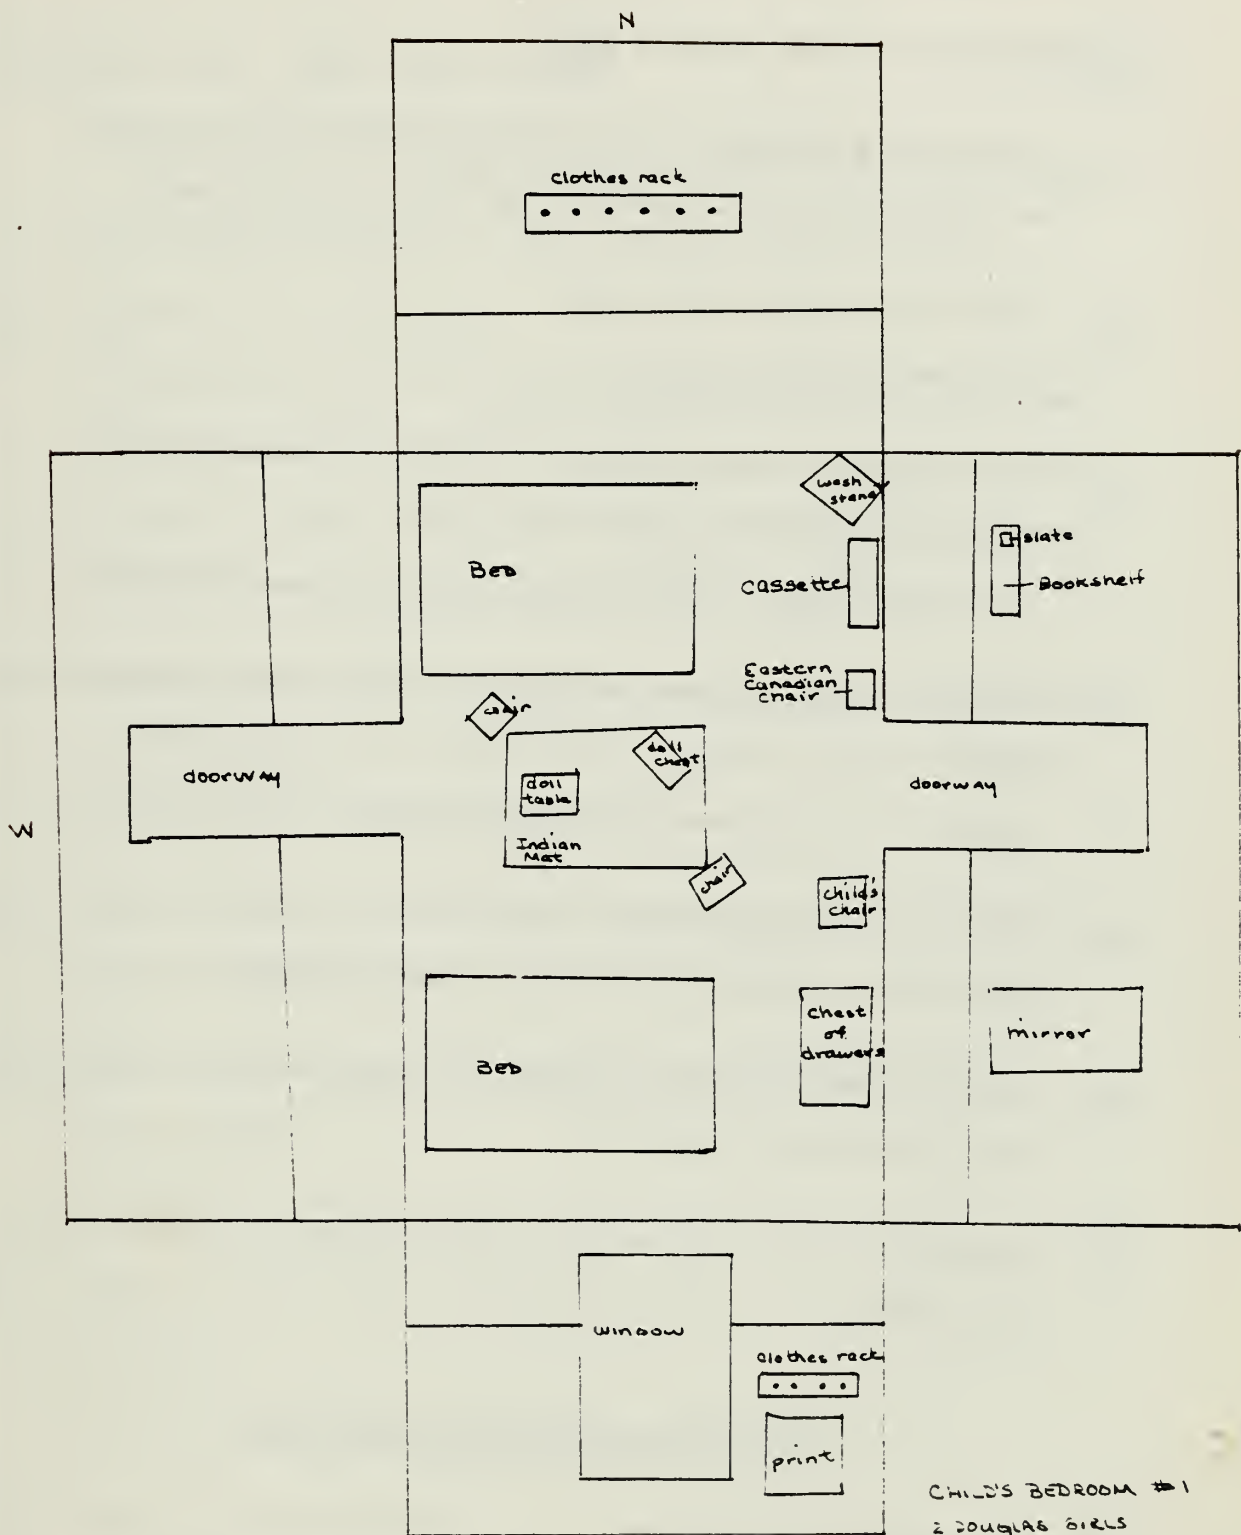 N
clothes rack
wash
stand
slate
BED
Cassette
Bookshelf
Eastern
Canadian
chair
chair
doll
chest
doorway
doll
table
doorway
W
Indian
Mat
chair
child's
chair
Chest
of
drawers
mirror
BED
window
clothes rack
print
CHILD'S BEDROOM #1
2 DOUGLAS GIRLS